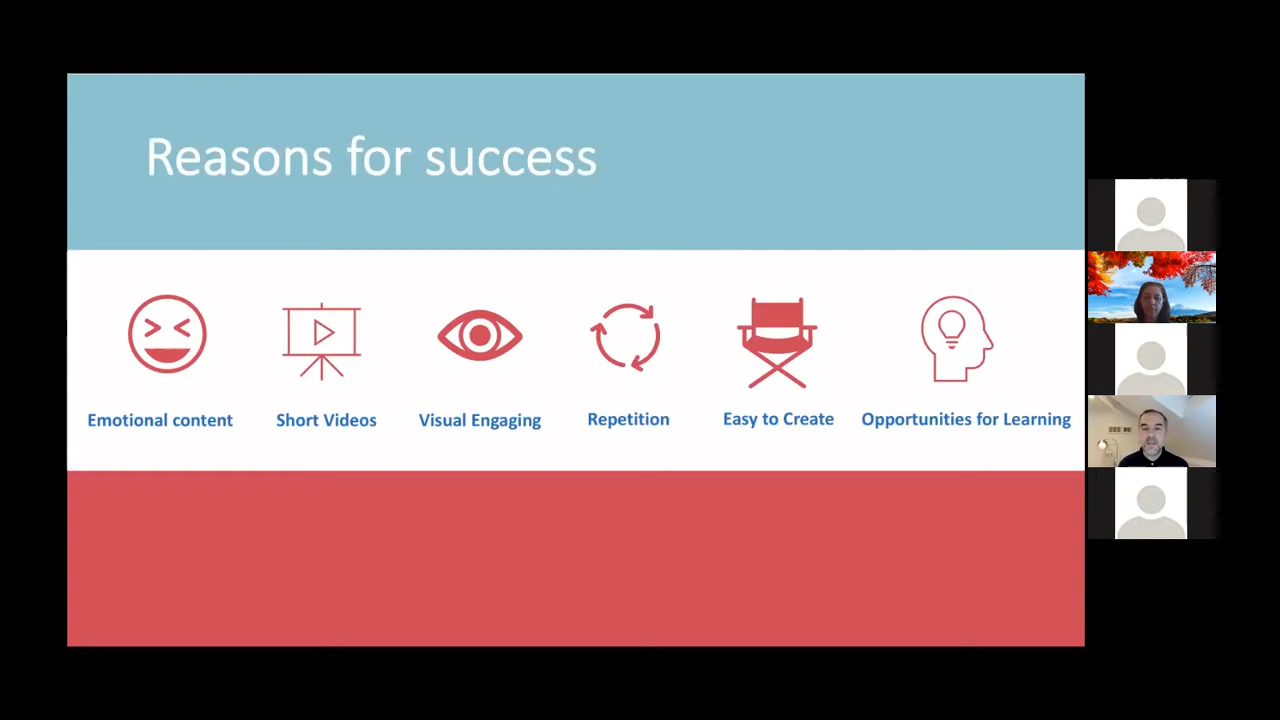 Reasons for success
Emotional content
Short Videos
Visual Engaging
Repetition
Easy to Create
Opportunities for Learning